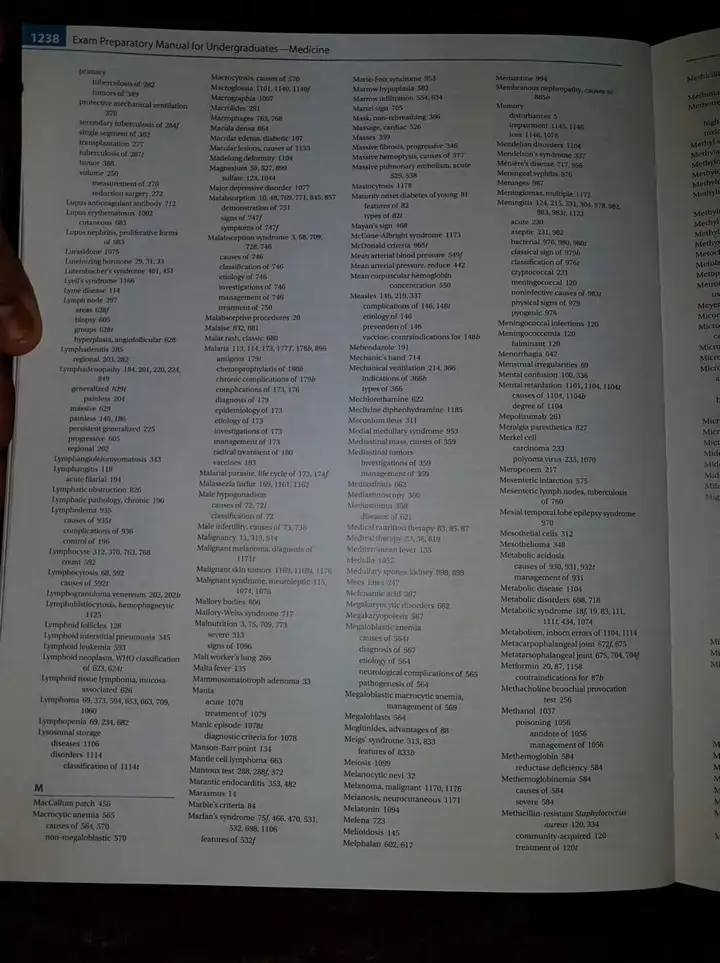 1238 Exam Preparatory Manual for Undergraduates—Medicine
primary
tuberculosis of 282
tumors of 349
protective mechanical ventilation
370
secondary tuberculosis of 284f
single segment of 382
transplantation 277
tuberculosis of 287t
tumor 388
volume 250
measurement of 270
reduction surgery 272
Lupus anticoagulant antibody 712
Lupus erythematosus 1002
cutaneous 683
Lupus nephritis, proliferative forms
of 683
Lurasidone 1075
Luteinizing hormone 29, 31, 33
Lutembacher's syndrome 401, 451
Lyell's syndrome 1166
Lyme disease 114
Lymph node 297
areas 628f
biopsy 605
groups 628t
hyperplasia, angiofollicular 628
Lymphadenitis 285
regional 203, 282
Lymphadenopathy 184, 201, 220, 224,
849
generalized 629t
painless 204
massive 629
painless 140, 186
persistent generalized 225
progressive 605
regional 202
Lymphangioleiomyomatosis 343
Lymphangitis 118
acute filarial 194
Lymphatic obstruction 826
Lymphatic pathology, chronic 196
Lymphedema 935
causes of 935t
complications of 936
control of 196
Lymphocyte 312, 370, 763, 768
count 592
Lymphocytosis 68, 592
causes of 592t
Lymphogranuloma venereum 202, 202b
Lymphohistiocytosis, hemophagocytic
1125
Lymphoid follicles 128
Lymphoid interstitial pneumonia 345
Lymphoid leukemia 593
Lymphoid neoplasm, WHO classification
of 623, 624t
Lymphoid tissue lymphoma, mucosa-
associated 626
Lymphoma 69, 373, 594, 653, 663, 709,
1060
Lymphopenia 69, 234, 682
Lysosomal storage
diseases 1106
disorders 1114
classification of 1114t
M
MacCallum patch 456
Macrocytic anemia 565
causes of 564, 570
non-megaloblastic 570
Macrocytosis, causes of 570
Macroglossia 1101, 1140, 1140f
Macrographia 1007
Macrolides 281
Macrophages 763, 768
Macula densa 864
Macular edema, diabetic 107
Macular lesions, causes of 1153
Madelung deformity 1104
Magnesium 59, 527, 899
sulfate 123, 1044
Major depressive disorder 1077
Malabsorption 10, 48, 769, 771, 845, 857
demonstration of 751
signs of 747f
symptoms of 747f
Malabsorption syndrome 3, 58, 709,
728, 746
causes of 746
classification of 746
etiology of 746
investigations of 746
management of 746
treatment of 750
Malabsorptive procedures 20
Malaise 832, 881
Malar rash, classic 680
Malaria 113, 114, 173, 177f, 178b, 896
antigens 179t
chemoprophylaxis of 180b
chronic complications of 179b
complications of 173, 176
diagnosis of 179
epidemiology of 173
etiology of 173
investigations of 173
management of 173
radical treatment of 180
vaccines 183
Malarial parasite, life cycle of 173, 174f
Malassezia furfur 169, 1161, 1162
Male hypogonadism
causes of 72, 72t
classification of 72
Male infertility, causes of 73, 73b
Malignancy 11, 313, 914
Malignant melanoma, diagnosis of
1171t
Malignant skin tumors 1169, 1169t, 1170
Malignant syndrome, neuroleptic 115,
1074, 1076
Mallory bodies 806
Mallory-Weiss syndrome 717
Malnutrition 3, 75, 709, 773
severe 313
signs of 1096
Malt worker's lung 266
Malta fever 135
Mammosomatotroph adenoma 33
Mania
acute 1078
treatment of 1079
Manic episode 1078t
diagnostic criteria for 1078
Manson-Barr point 134
Mantle cell lymphoma 663
Mantoux test 288, 288f, 372
Marantic endocarditis 353, 482
Marasmus 14
Marble's criteria 84
Marfan's syndrome 75f, 466, 470, 531,
532, 698, 1106
features of 532f
Marie-Foix syndrome 953
Marrow hypoplasia 582
Marrow infiltration 554, 634
Martel sign 705
Mask, non-rebreathing 366
Massage, cardiac 526
Masses 359
Massive fibrosis, progressive 346
Massive hemoptysis, causes of 377
Massive pulmonary embolism, acute
529, 538
Mastocytosis 1178
Maturity onset diabetes of young 81
features of 82
types of 82t
Mayan's sign 468
McCune-Albright syndrome 1173
McDonald criteria 965t
Mean arterial blood pressure 549f
Mean arterial pressure, reduce 442
Mean corpuscular hemoglobin
concentration 550
Measles 146, 219, 337
complications of 146, 148t
etiology of 146
prevention of 146
vaccine, contraindications for 148b
Mebendazole 191
Mechanic's hand 714
Mechanical ventilation 214, 366
indications of 366b
types of 366
Mechlorethamine 622
Meclizine diphenhydramine 1185
Meconium ileus 311
Medial medullary syndrome 953
Mediastinal mass, causes of 359
Mediastinal tumors
investigations of 359
management of 359
Mediastinitis 662
Mediastinoscopy 360
Mediastinum 358
diseases of 621
Medical nutrition therapy 83, 85, 87
Medical therapy 23, 36, 819
Mediterranean fever 135
Medulla 1052
Medullary sponge kidney 898, 899
Mees lines 247
Mefenamic acid 207
Megakaryocytic disorders 662
Megakaryopoiesis 567
Megaloblastic anemia
causes of 564t
diagnosis of 567
etiology of 564
neurological complications of 565
pathogenesis of 564
Megaloblastic macrocytic anemia,
management of 569
Megaloblasts 564
Meglitinides, advantages of 88
Meigs' syndrome 313, 833
features of 833b
Meiosis 1099
Melanocytic nevi 32
Melanoma, malignant 1170, 1176
Melanosis, neurocutaneous 1171
Melatonin 1094
Melena 723
Melioidosis 145
Melphalan 602, 617
Memantine 994
Membranous nephropathy, causes of
885b
Memory
disturbances 5
impairment 1145, 1146
loss 1146, 1076
Mendelian disorders 1104
Mendelson's syndrome 337
Ménière's disease 717, 956
Meningeal syphilis 976
Meninges 987
Meningiomas, multiple 1172
Meningitis 124, 215, 231, 304, 978, 982,
983, 983t, 1123
acute 230
aseptic 231, 982
bacterial 976, 980, 980t
classical sign of 979b
classification of 976t
cryptococcal 231
meningococcal 120
noninfective causes of 983t
physical signs of 979
pyogenic 976
Meningococcal infections 120
Meningococcemia 120
fulminant 120
Menorrhagia 642
Menstrual irregularities 69
Mental confusion 100, 336
Mental retardation 1101, 1104, 1104t
causes of 1104, 1104b
degree of 1104
Mepolizumab 261
Meralgia paresthetica 827
Merkel cell
carcinoma 233
polyoma virus 233, 1070
Meropenem 217
Mesenteric infarction 575
Mesenteric lymph nodes, tuberculosis
of 760
Mesial temporal lobe epilepsy syndrome
970
Mesothelial cells 312
Mesothelioma 348
Metabolic acidosis
causes of 930, 931, 932t
management of 931
Metabolic disease 1104
Metabolic disorders 698, 718
Metabolic syndrome 18f, 19, 83, 111,
111t, 434, 1074
Metabolism, inborn errors of 1104, 1114
Metacarpophalangeal joint 672f, 675
Metatarsophalangeal joint 675, 704, 704f
Metformin 20, 87, 1158
contraindications for 87b
Methacholine bronchial provocation
test 256
Methanol 1037
poisoning 1056
antidote of 1056
management of 1056
Methemoglobin 584
reductase deficiency 584
Methemoglobinemia 584
causes of 584
severe 584
Methicillin-resistant Staphylococcus
aureus 120, 334
community-acquired 120
treatment of 120t